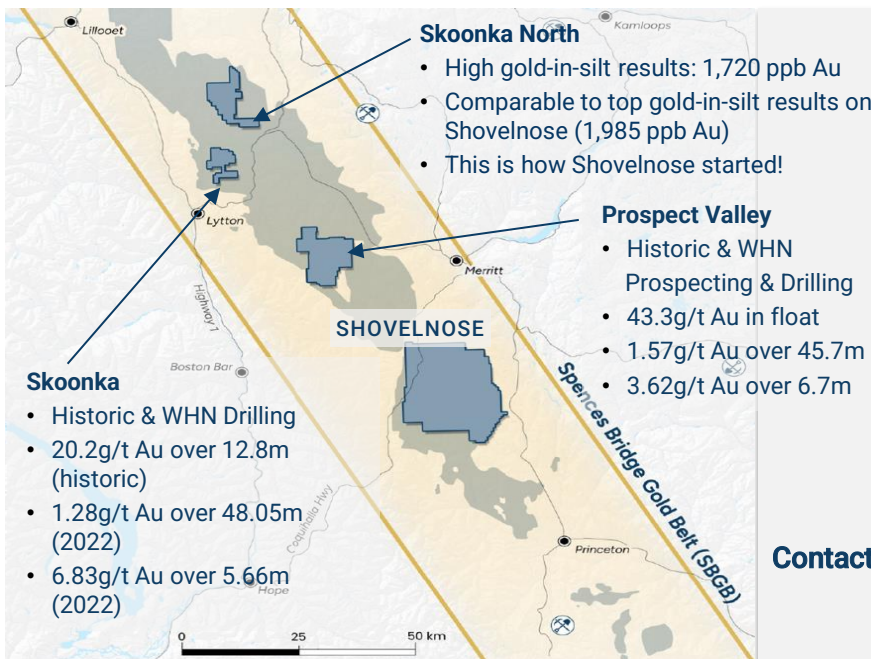 Lillooet
Kamloops
Skoonka North
• High gold-in-silt results: 1,720 ppb Au
• Comparable to top gold-in-silt results on
Shovelnose (1,985 ppb Au)
• This is how Shovelnose started!
Lytton
Prospect Valley
• Historic & WHN
Prospecting & Drilling
• 43.3g/t Au in float
• 1.57g/t Au over 45.7m
• 3.62g/t Au over 6.7m
Merritt
Highway 1
SHOVELNOSE
Boston Bar
Skoonka
• Historic & WHN Drilling
• 20.2g/t Au over 12.8m
(historic)
• 1.28g/t Au over 48.05m
(2022)
• 6.83g/t Au over 5.66m
(2022)
Spences Bridge Gold Belt (SBGB)
Coquihalla Hwy
Hope
Princeton
Contact
0 25 50 km